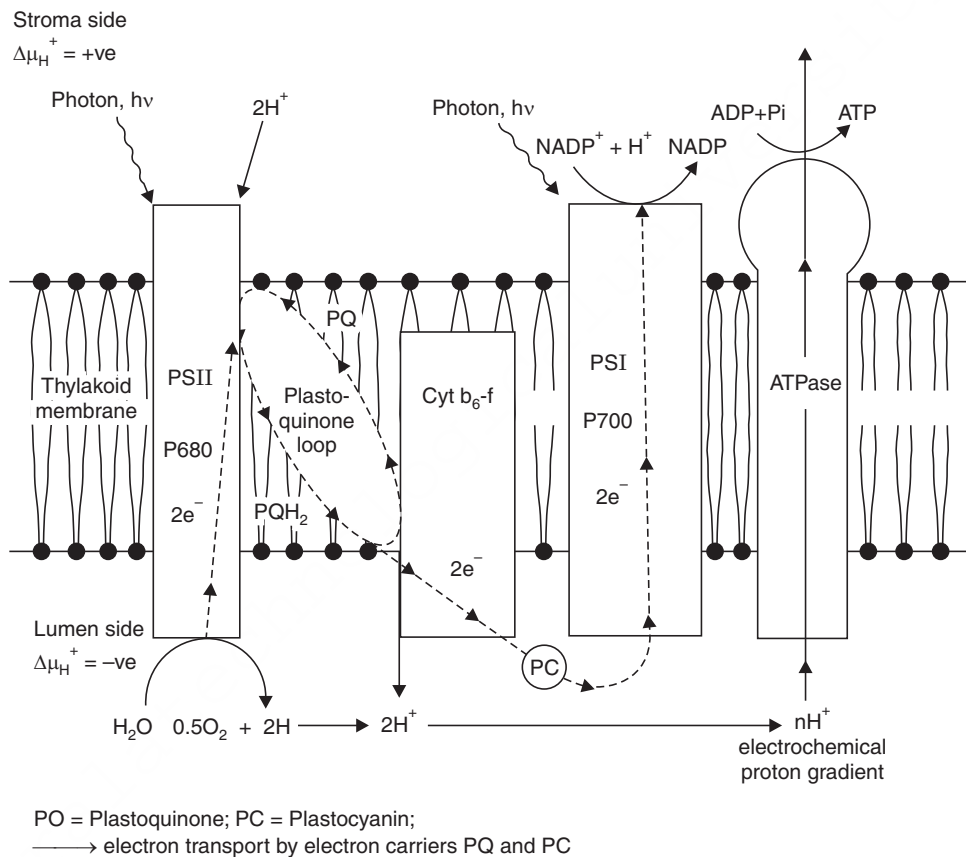 Stroma side
Δμ_H^+ = +ve
Photon, hν
2H^+
Photon, hν
NADP^+ + H^+
NADP
ADP+Pi
ATP
PQ
Thylakoid
membrane
PSII
P680
2e^–
Plasto-
quinone
loop
PQH_2
Cyt b_6-f
2e^–
PSI
P700
2e^–
ATPase
Lumen side
Δμ_H^+ = –ve
PC
H_2O 0.5O_2 + 2H
2H^+
nH^+
electrochemical
proton gradient
PO = Plastoquinone; PC = Plastocyanin;
⟶ electron transport by electron carriers PQ and PC